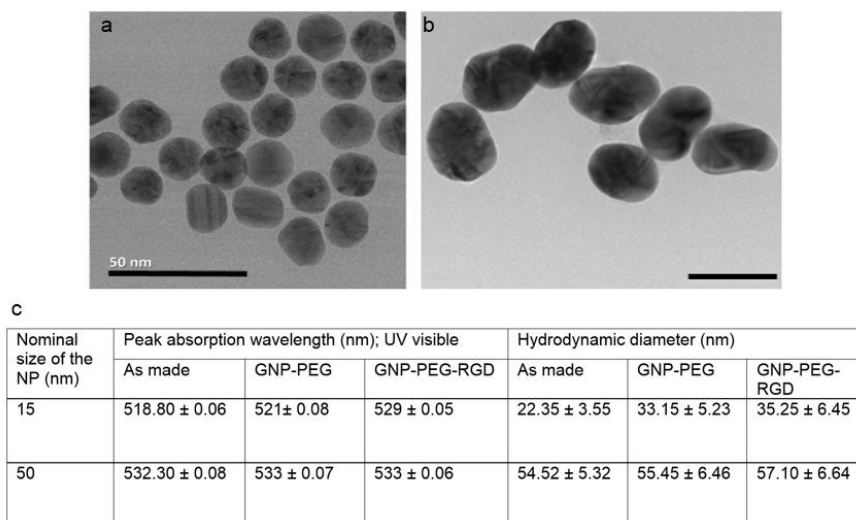 a
b
50 nm
c
Nominal size of the NP (nm)
Peak absorption wavelength (nm); UV visible
Hydrodynamic diameter (nm)
As made
GNP-PEG
GNP-PEG-RGD
As made
GNP-PEG
GNP-PEG-RGD
15
518.80 ± 0.06
521± 0.08
529 ± 0.05
22.35 ± 3.55
33.15 ± 5.23
35.25 ± 6.45
50
532.30 ± 0.08
533 ± 0.07
533 ± 0.06
54.52 ± 5.32
55.45 ± 6.46
57.10 ± 6.64